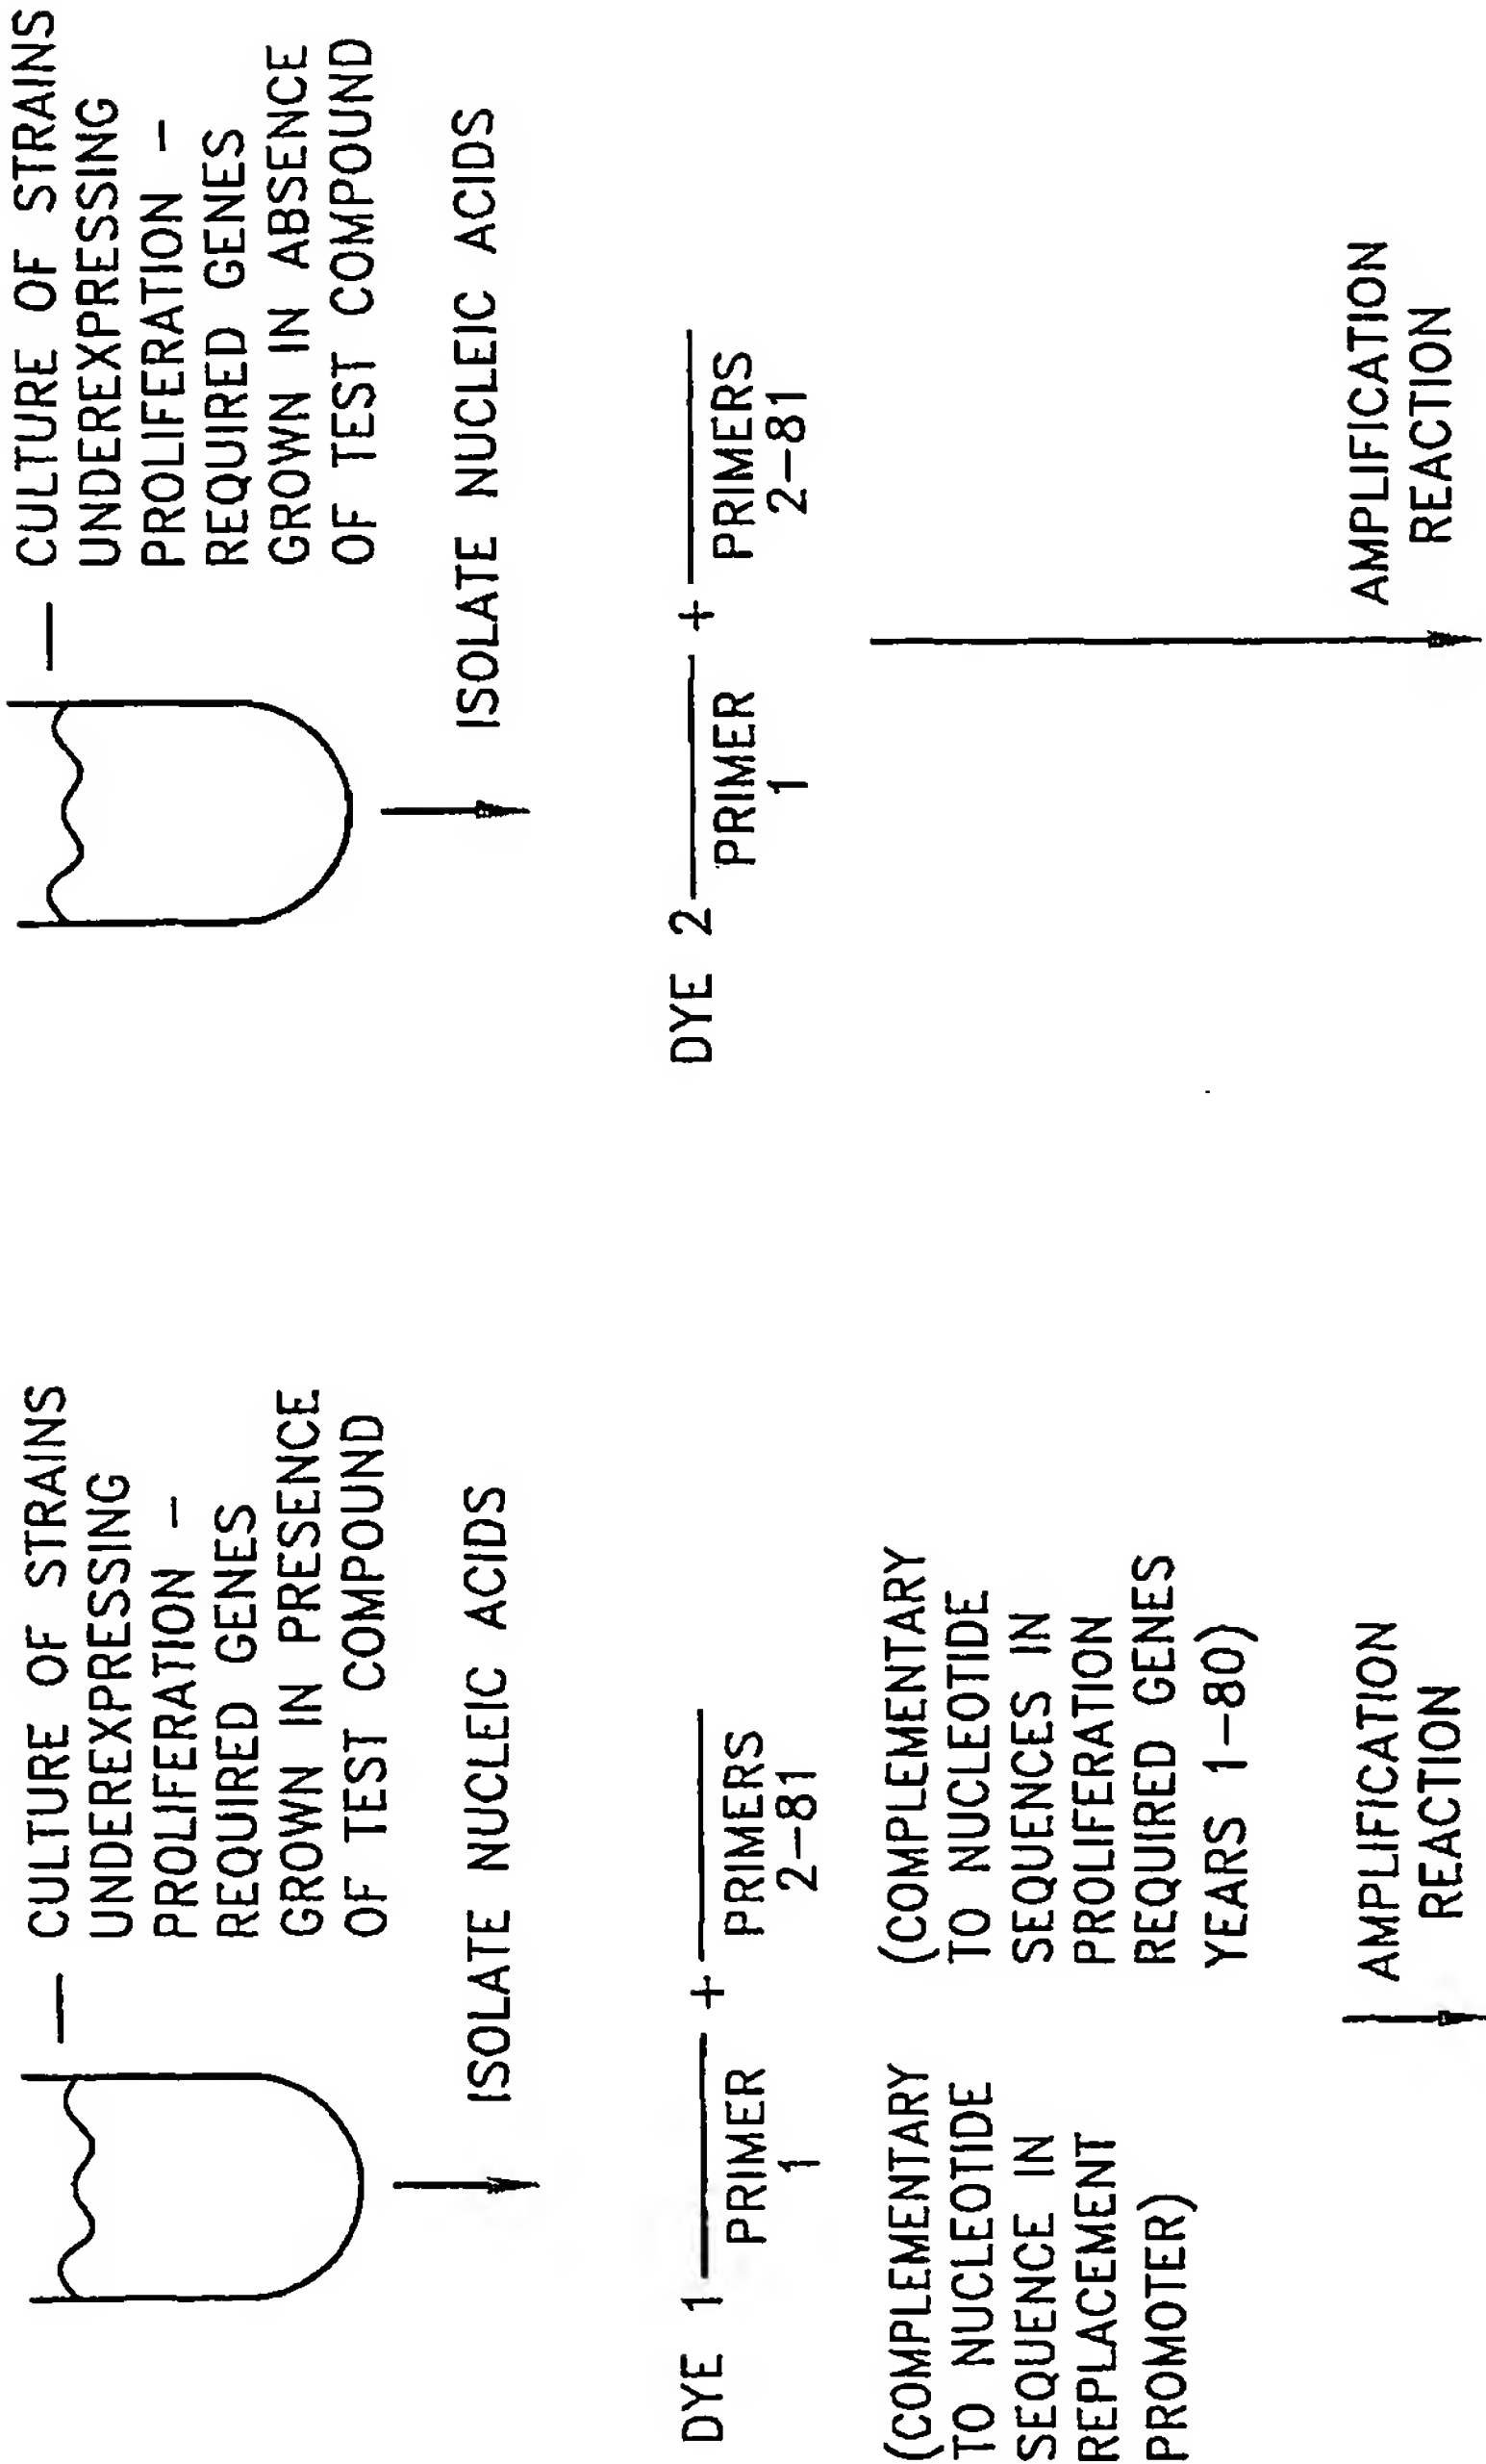 CULTURE OF STRAINS
UNDEREXPRESSING
PROLIFERATION –
REQUIRED GENES
GROWN IN PRESENCE
OF TEST COMPOUND
ISOLATE NUCLEIC ACIDS
DYE 1
+
PRIMER
1
PRIMERS
2–81
(COMPLEMENTARY
TO NUCLEOTIDE
SEQUENCE IN
REPLACEMENT
PROMOTER)
(COMPLEMENTARY
TO NUCLEOTIDE
SEQUENCES IN
PROLIFERATION
REQUIRED GENES
YEARS 1–80)
AMPLIFICATION
REACTION
CULTURE OF STRAINS
UNDEREXPRESSING
PROLIFERATION –
REQUIRED GENES
GROWN IN ABSENCE
OF TEST COMPOUND
ISOLATE NUCLEIC ACIDS
DYE 2
+
PRIMER
1
PRIMERS
2–81
AMPLIFICATION
REACTION